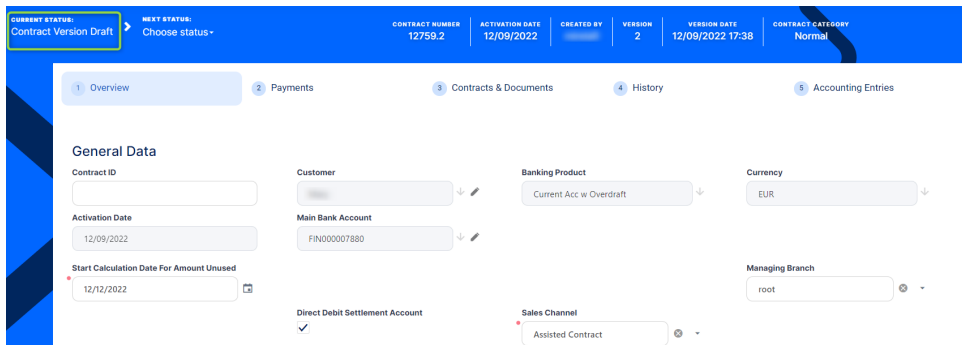 CURRENT STATUS:
Contract Version Draft
NEXT STATUS:
Choose status
CONTRACT NUMBER
12759.2
ACTIVATION DATE
12/09/2022
CREATED BY
VERSION
2
VERSION DATE
12/09/2022 17:38
CONTRACT CATEGORY
Normal
1 Overview
2 Payments
3 Contracts & Documents
4 History
5 Accounting Entries
General Data
Contract ID
Customer
Banking Product
Current Acc w Overdraft
Currency
EUR
Activation Date
12/09/2022
Main Bank Account
FIN000007880
Start Calculation Date For Amount Unused
12/12/2022
Managing Branch
root
Direct Debit Settlement Account
Sales Channel
Assisted Contract